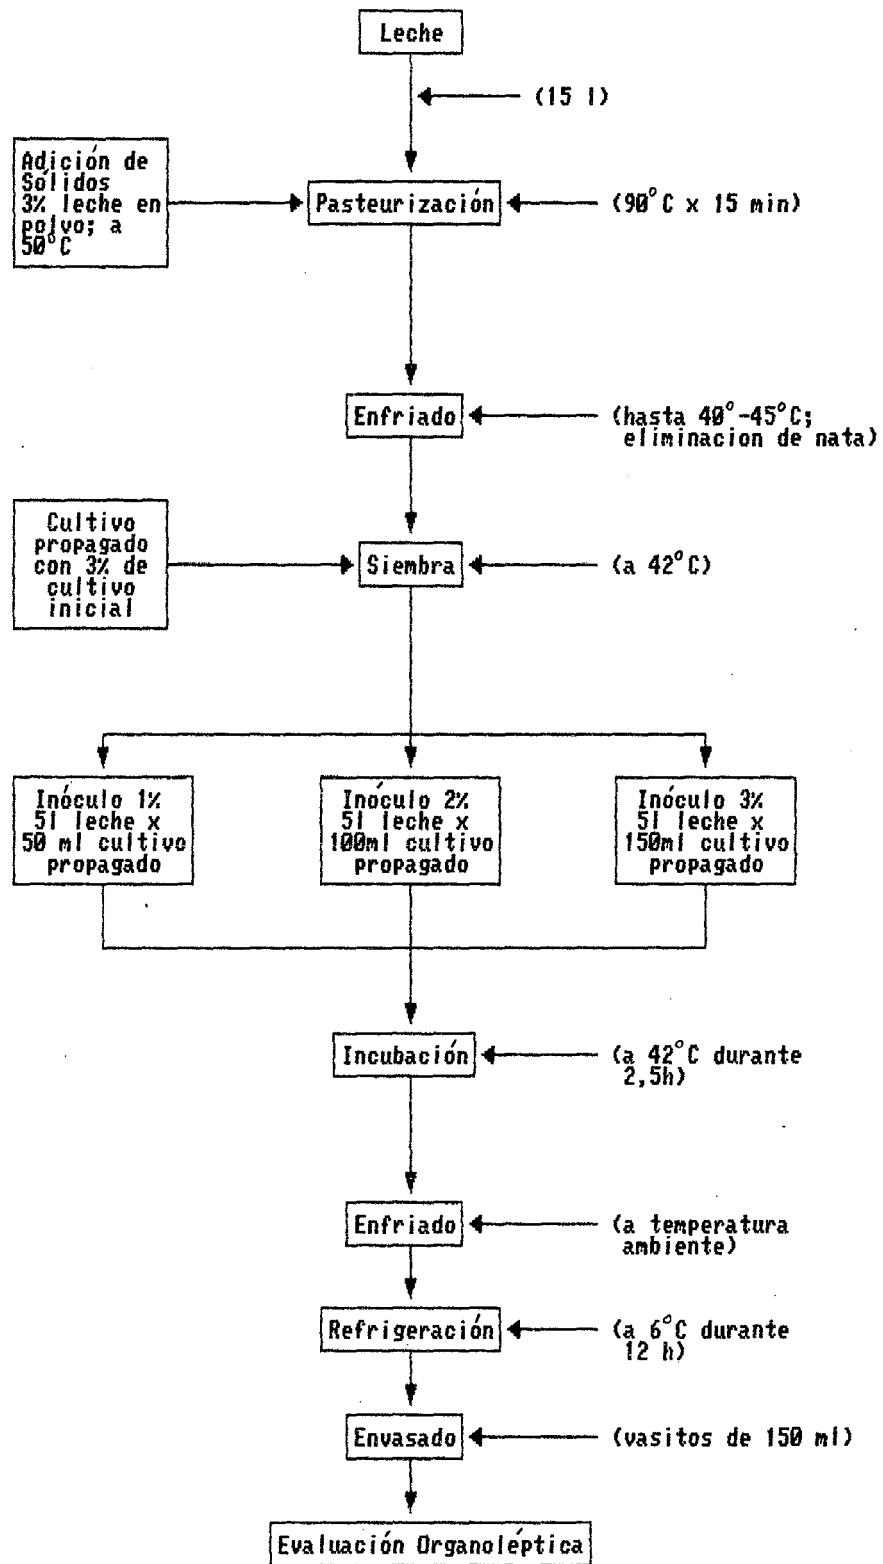 Leche
(15 l)
Adición de
Sólidos
3% leche en
polvo; a
50°C
Pasteurización
(90°C x 15 min)
Enfriado
(hasta 40°-45°C;
eliminacion de nata)
Cultivo
propagado
con 3% de
cultivo
inicial
Siembra
(a 42°C)
Inóculo 1%
5l leche x
50 ml cultivo
propagado
Inóculo 2%
5l leche x
100ml cultivo
propagado
Inóculo 3%
5l leche x
150ml cultivo
propagado
Incubación
(a 42°C durante
2,5h)
Enfriado
(a temperatura
ambiente)
Refrigeración
(a 6°C durante
12 h)
Envasado
(vasitos de 150 ml)
Evaluación Organoléptica